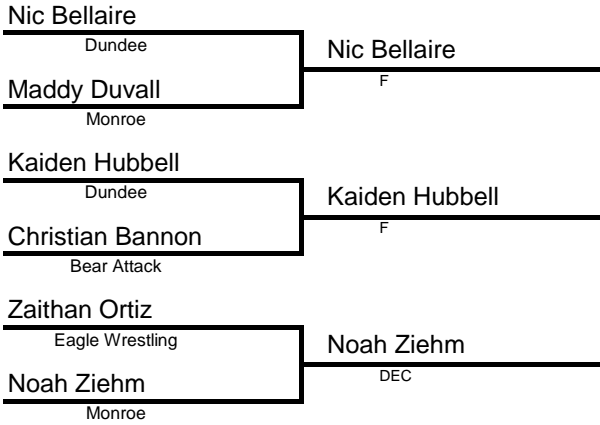 Nic Bellaire
Dundee
Nic Bellaire
F
Maddy Duvall
Monroe
Kaiden Hubbell
Dundee
Kaiden Hubbell
F
Christian Bannon
Bear Attack
Zaithan Ortiz
Eagle Wrestling
Noah Ziehm
DEC
Noah Ziehm
Monroe